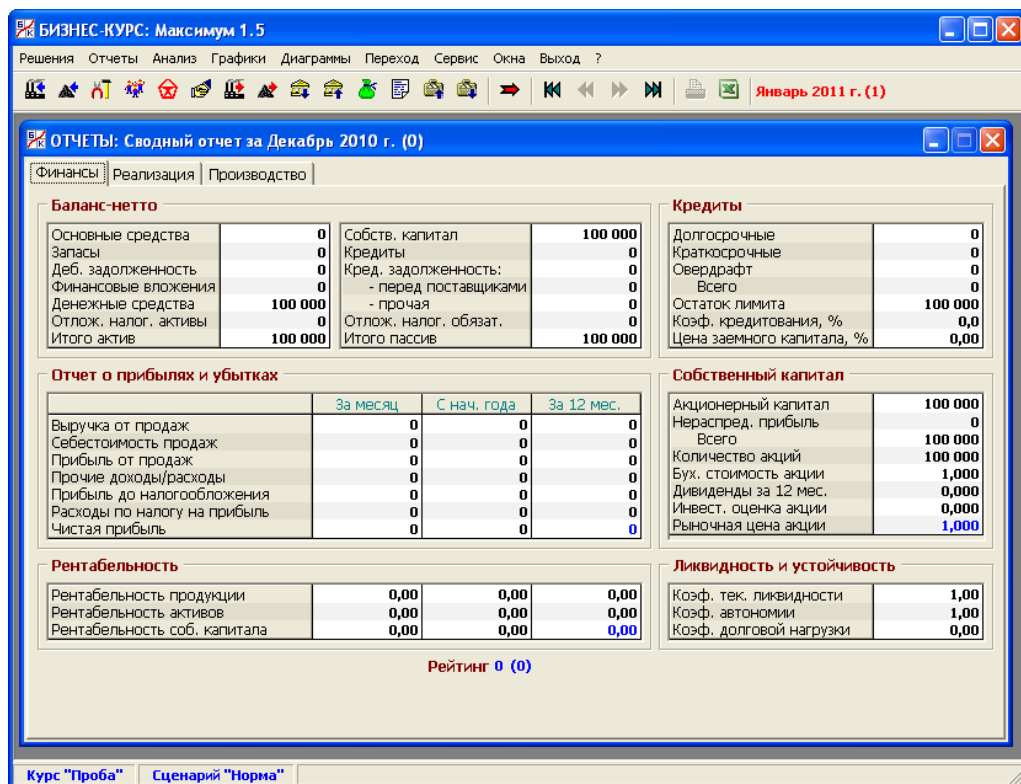 БИЗНЕС-КУРС: Максимум 1.5
Решения Отчеты Анализ Графики Диаграммы Переход Сервис Окна Выход ?
Январь 2011 г. (1)
ОТЧЕТЫ: Сводный отчет за Декабрь 2010 г. (0)
Финансы Реализация Производство
Баланс-нетто
Основные средства 0 Собств. капитал 100 000
Запасы 0 Кредиты 0
Деб. задолженность 0 Кред. задолженность: 0
Финансовые вложения 0 - перед поставщиками 0
Денежные средства 100 000 - прочая 0
Отлож. налог. активы 0 Отлож. налог. обязат. 0
Итого актив 100 000 Итого пассив 100 000
Кредиты
Долгосрочные 0
Краткосрочные 0
Овердрафт 0
Всего 0
Остаток лимита 100 000
Коэф. кредитования, % 0,0
Цена заемного капитала, % 0,00
Отчет о прибылях и убытках
За месяц С нач. года За 12 мес.
Выручка от продаж 0 0 0
Себестоимость продаж 0 0 0
Прибыль от продаж 0 0 0
Прочие доходы/расходы 0 0 0
Прибыль до налогообложения 0 0 0
Расходы по налогу на прибыль 0 0 0
Чистая прибыль 0 0 0
Собственный капитал
Акционерный капитал 100 000
Нераспред. прибыль 0
Всего 100 000
Количество акций 100 000
Бух. стоимость акции 1,000
Дивиденды за 12 мес. 0,000
Инвест. оценка акции 0,000
Рыночная цена акции 1,000
Рентабельность
Рентабельность продукции 0,00 0,00 0,00
Рентабельность активов 0,00 0,00 0,00
Рентабельность соб. капитала 0,00 0,00 0,00
Ликвидность и устойчивость
Коэф. тек. ликвидности 1,00
Коэф. автономии 1,00
Коэф. долговой нагрузки 0,00
Рейтинг 0 (0)
Курс "Проба" Сценарий "Норма"